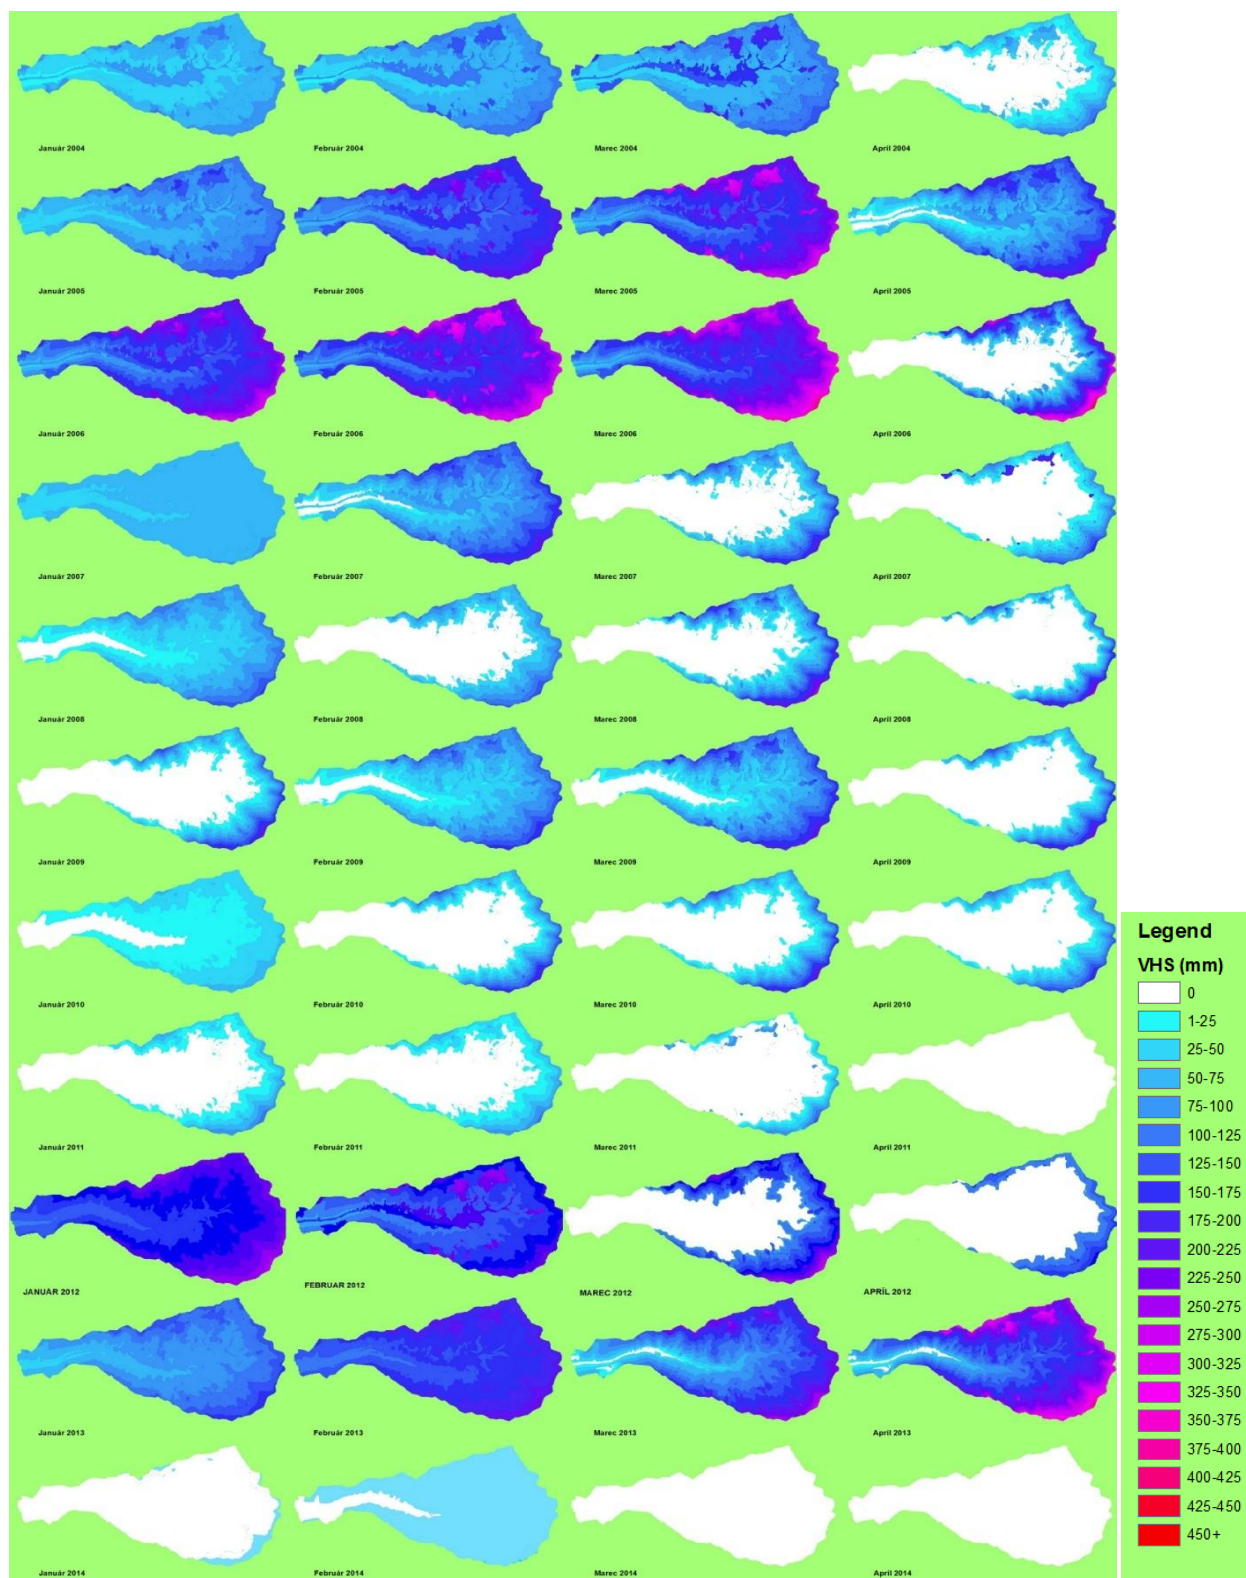 Január 2004
Február 2004
Marec 2004
Apríl 2004
Január 2005
Február 2005
Marec 2005
Apríl 2005
Január 2006
Február 2006
Marec 2006
Apríl 2006
Január 2007
Február 2007
Marec 2007
Apríl 2007
Január 2008
Február 2008
Marec 2008
Apríl 2008
Január 2009
Február 2009
Marec 2009
Apríl 2009
Január 2010
Február 2010
Marec 2010
Apríl 2010
Január 2011
Február 2011
Marec 2011
Apríl 2011
JANUÁR 2012
FEBRUAR 2012
MAREC 2012
APRÍL 2012
Január 2013
Február 2013
Marec 2013
Apríl 2013
Január 2014
Február 2014
Marec 2014
Apríl 2014
Legend
VHS (mm)
0
1-25
25-50
50-75
75-100
100-125
125-150
150-175
175-200
200-225
225-250
250-275
275-300
300-325
325-350
350-375
375-400
400-425
425-450
450+